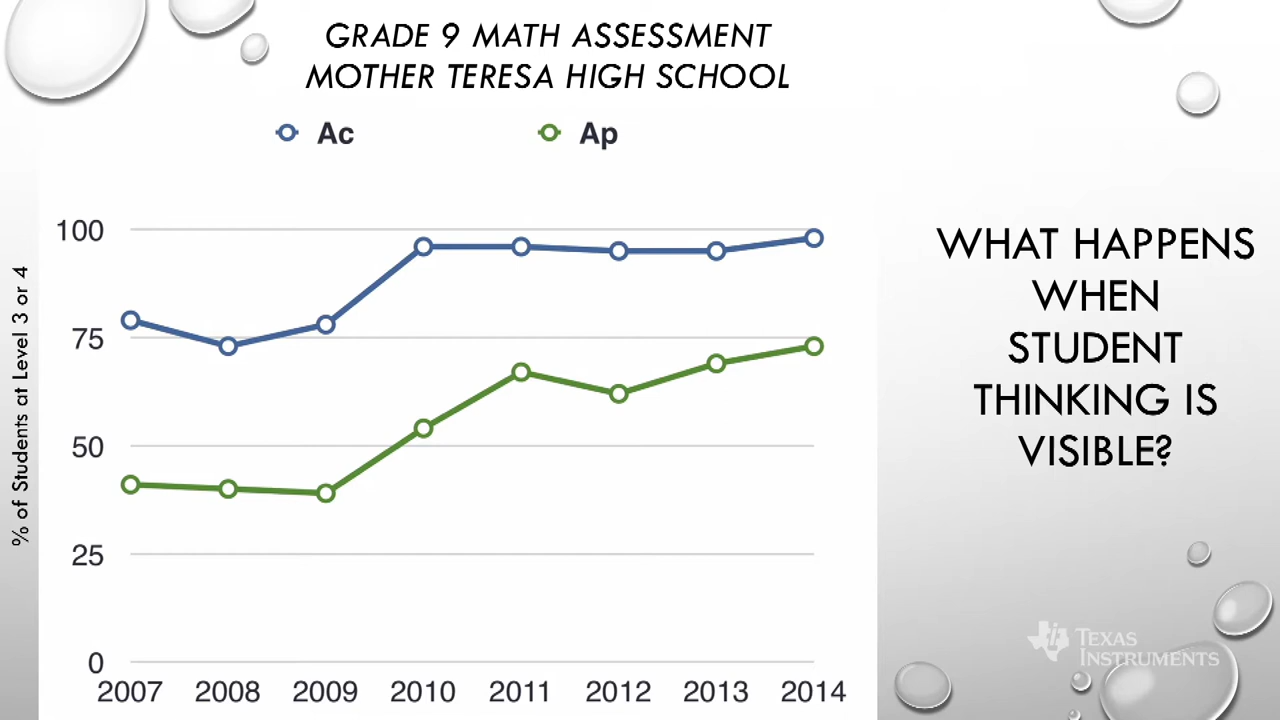 GRADE 9 MATH ASSESSMENT
MOTHER TERESA HIGH SCHOOL
Ac
Ap
% of Students at Level 3 or 4
100
75
50
25
0
2007 2008 2009 2010 2011 2012 2013 2014
WHAT HAPPENS
WHEN
STUDENT
THINKING IS
VISIBLE?
TEXAS
INSTRUMENTS